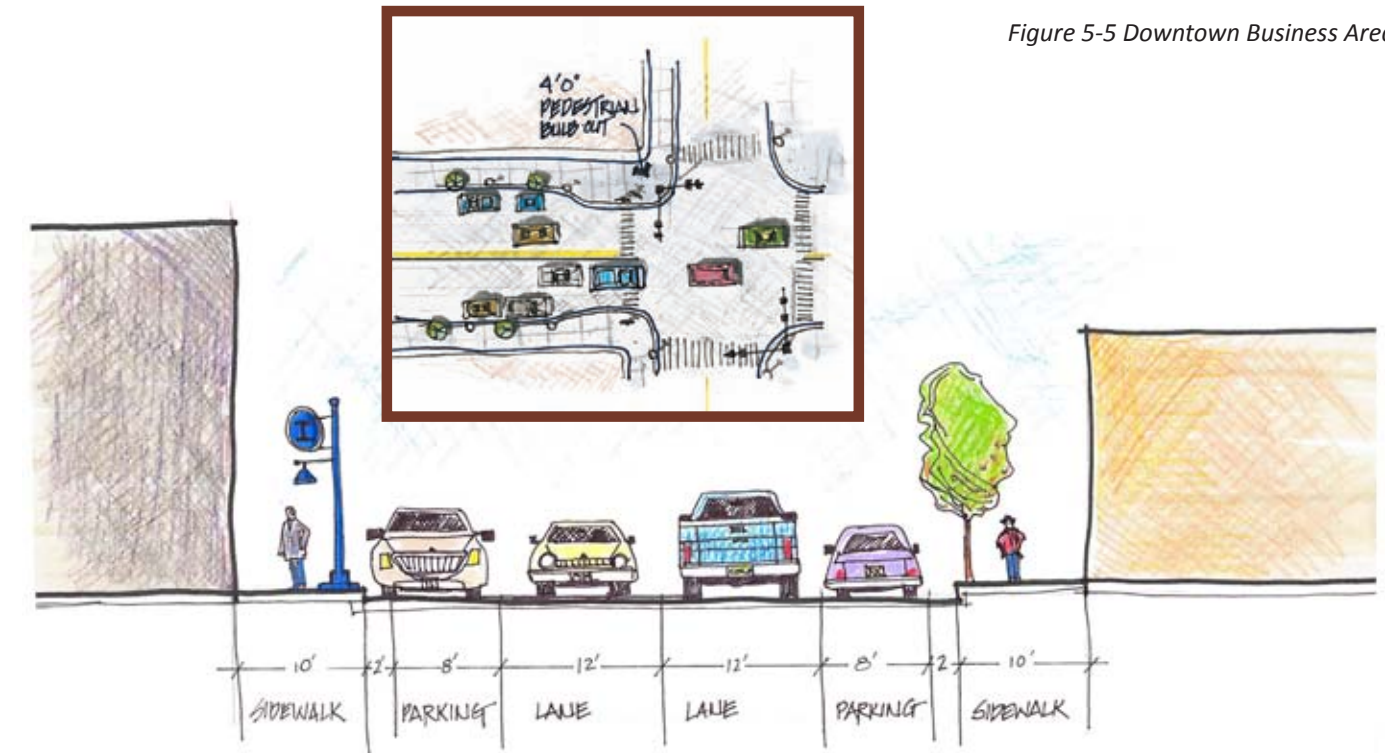 Figure 5-5 Downtown Business Area
4'0"
PEDESTRIAN
BULB OUT
I
10' 2' 8' 12' 12' 8' 2 10'
SIDEWALK PARKING LANE LANE PARKING SIDEWALK